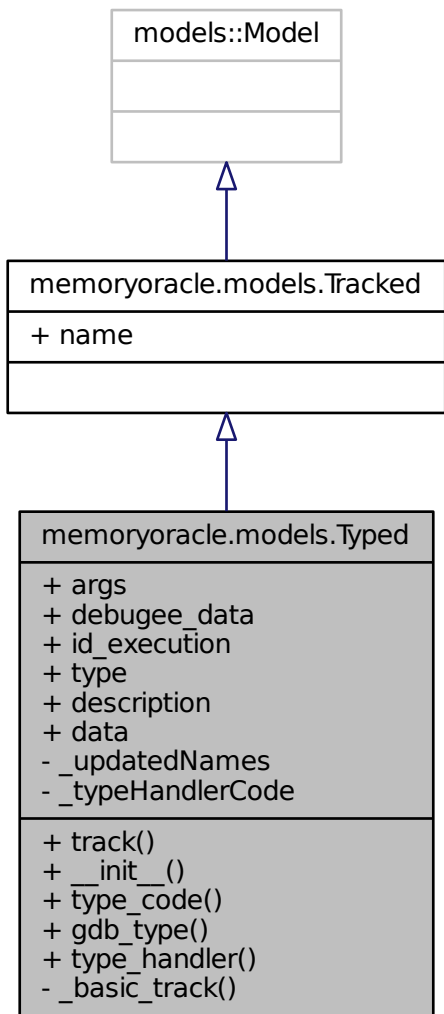 models::Model
memoryoracle.models.Tracked
+ name
memoryoracle.models.Typed
+ args
+ debugee_data
+ id_execution
+ type
+ description
+ data
- _updatedNames
- _typeHandlerCode
+ track()
+ __init__()
+ type_code()
+ gdb_type()
+ type_handler()
- _basic_track()